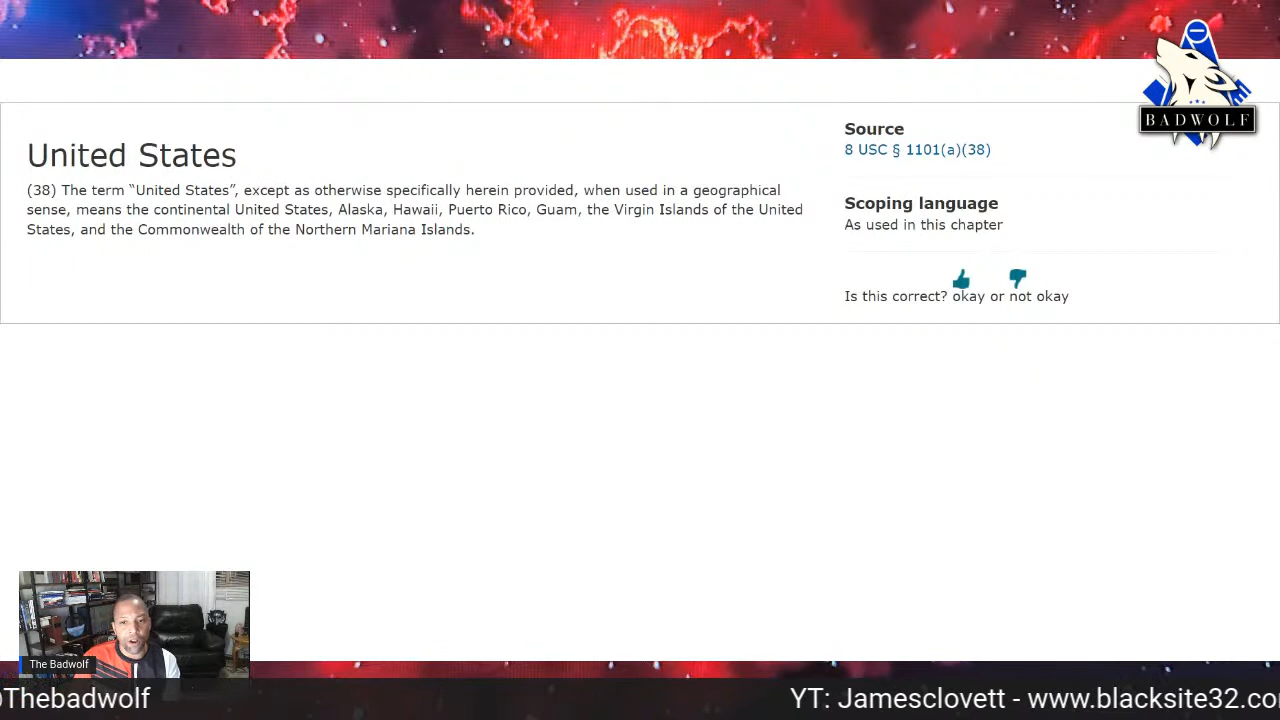 BADWOLF
United States
(38) The term “United States”, except as otherwise specifically herein provided, when used in a geographical
sense, means the continental United States, Alaska, Hawaii, Puerto Rico, Guam, the Virgin Islands of the United
States, and the Commonwealth of the Northern Mariana Islands.
Source
8 USC § 1101(a)(38)
Scoping language
As used in this chapter
Is this correct? okay or not okay
The Badwolf
@Thebadwolf
YT: Jamesclovett - www.blacksite32.co